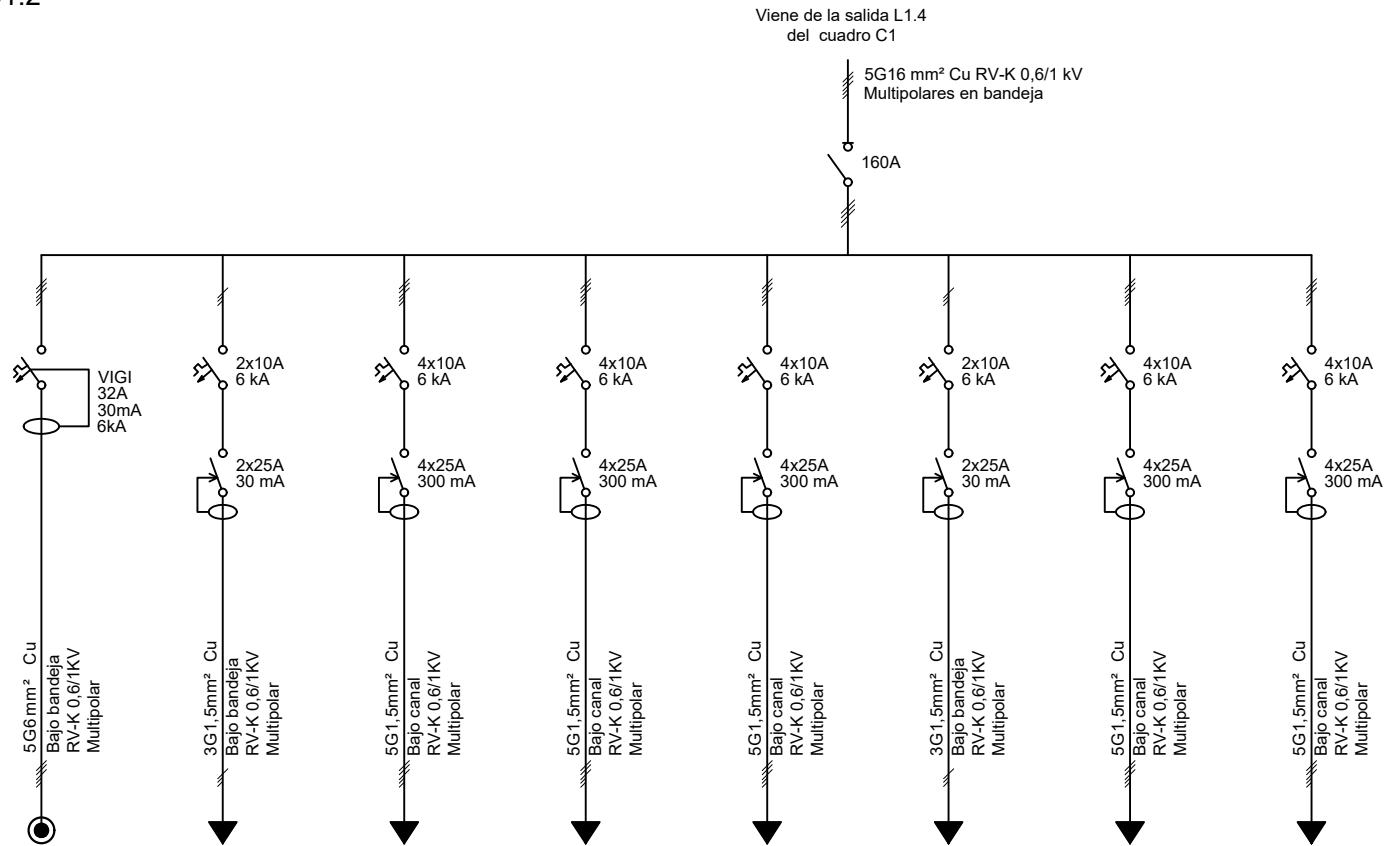 Viene de la salida L1.4
del cuadro C1
5G16 mm² Cu RV-K 0,6/1 kV
Multipolares en bandeja
160A
VIGI
32A
30mA
6kA
2x10A
6 kA
4x10A
6 kA
4x10A
6 kA
4x10A
6 kA
2x10A
6 kA
4x10A
6 kA
4x10A
6 kA
2x25A
30 mA
4x25A
300 mA
4x25A
300 mA
4x25A
300 mA
2x25A
30 mA
4x25A
300 mA
4x25A
300 mA
5G6mm² Cu
Bajo bandeja
RV-K 0,6/1KV
Multipolar
3G1,5mm² Cu
Bajo bandeja
RV-K 0,6/1KV
Multipolar
5G1,5mm² Cu
Bajo canal
RV-K 0,6/1KV
Multipolar
5G1,5mm² Cu
Bajo canal
RV-K 0,6/1KV
Multipolar
5G1,5mm² Cu
Bajo canal
RV-K 0,6/1KV
Multipolar
3G1,5mm² Cu
Bajo bandeja
RV-K 0,6/1KV
Multipolar
5G1,5mm² Cu
Bajo canal
RV-K 0,6/1KV
Multipolar
5G1,5mm² Cu
Bajo canal
RV-K 0,6/1KV
Multipolar